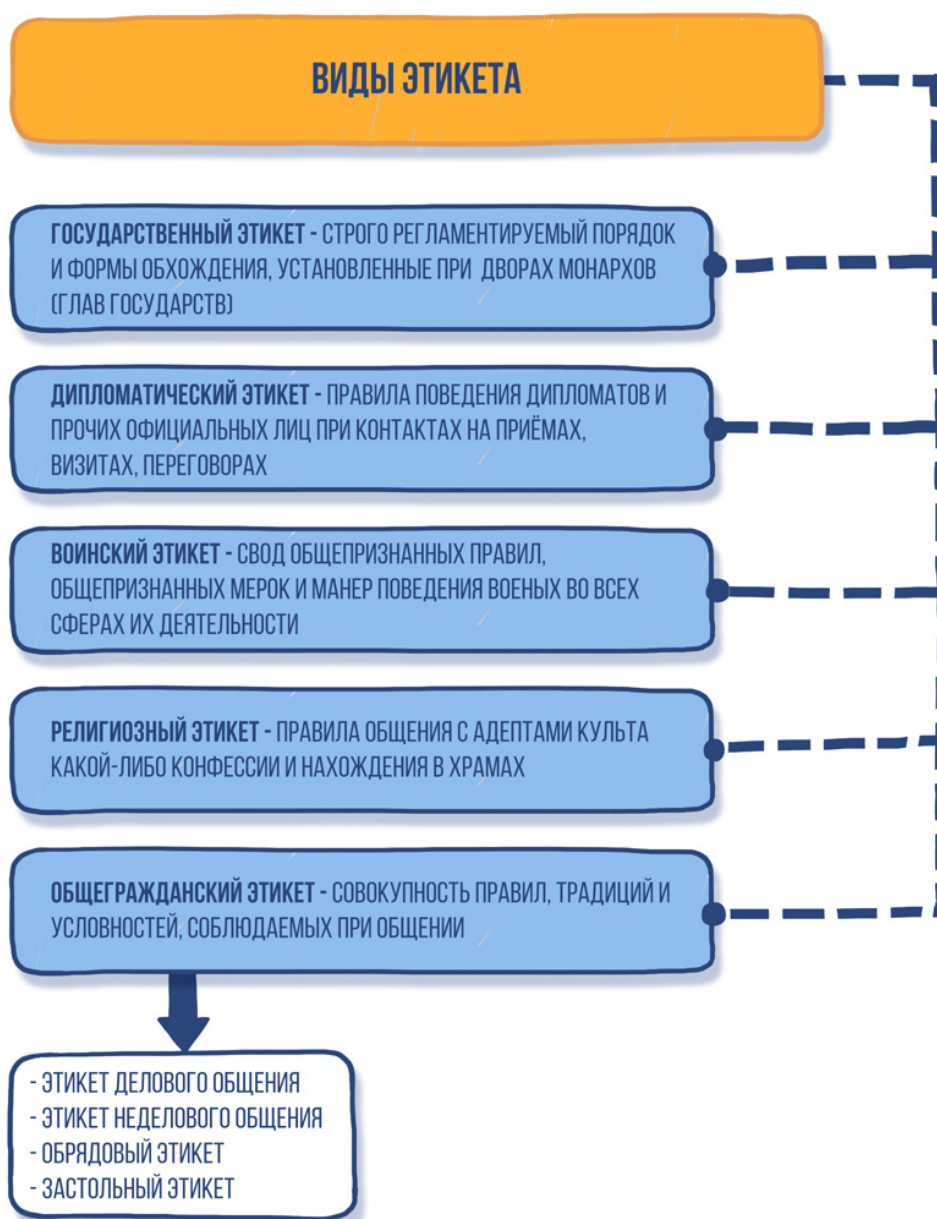 ВИДЫ ЭТИКЕТА
ГОСУДАРСТВЕННЫЙ ЭТИКЕТ - СТРОГО РЕГЛАМЕНТИРУЕМЫЙ ПОРЯДОК
И ФОРМЫ ОБХОЖДЕНИЯ, УСТАНОВЛЕННЫЕ ПРИ ДВОРАХ МОНАРХОВ
(ГЛАВ ГОСУДАРСТВ)
ДИПЛОМАТИЧЕСКИЙ ЭТИКЕТ - ПРАВИЛА ПОВЕДЕНИЯ ДИПЛОМАТОВ И
ПРОЧИХ ОФИЦИАЛЬНЫХ ЛИЦ ПРИ КОНТАКТАХ НА ПРИЁМАХ,
ВИЗИТАХ, ПЕРЕГОВОРАХ
ВОИНСКИЙ ЭТИКЕТ - СВОД ОБЩЕПРИЗНАННЫХ ПРАВИЛ,
ОБЩЕПРИЗНАННЫХ МЕРОК И МАНЕР ПОВЕДЕНИЯ ВОЕНЫХ ВО ВСЕХ
СФЕРАХ ИХ ДЕЯТЕЛЬНОСТИ
РЕЛИГИОЗНЫЙ ЭТИКЕТ - ПРАВИЛА ОБЩЕНИЯ С АДЕПТАМИ КУЛЬТА
КАКОЙ-ЛИБО КОНФЕССИИ И НАХОЖДЕНИЯ В ХРАМАХ
ОБЩЕГРАЖДАНСКИЙ ЭТИКЕТ - СОВОКУПНОСТЬ ПРАВИЛ, ТРАДИЦИЙ И
УСЛОВНОСТЕЙ, СОБЛЮДАЕМЫХ ПРИ ОБЩЕНИИ
- ЭТИКЕТ ДЕЛОВОГО ОБЩЕНИЯ
- ЭТИКЕТ НЕДЕЛОВОГО ОБЩЕНИЯ
- ОБРЯДОВЫЙ ЭТИКЕТ
- ЗАСТОЛЬНЫЙ ЭТИКЕТ